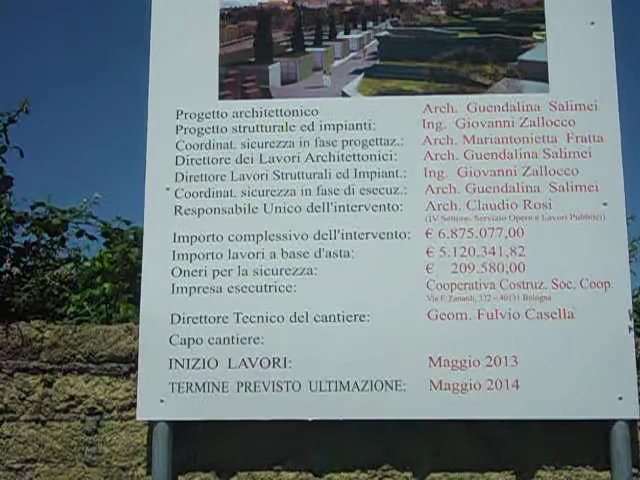 Progetto architettonico Arch. Guendalina Salimei
Progetto strutturale ed impianti: Ing. Giovanni Zallocco
Coordinat. sicurezza in fase progettaz.: Arch. Mariantonietta Fratta
Direttore dei Lavori Architettonici: Arch. Guendalina Salimei
Direttore Lavori Strutturali ed Impiant.: Ing. Giovanni Zallocco
Coordinat. sicurezza in fase di esecuz.: Arch. Guendalina Salimei
Responsabile Unico dell'intervento: Arch. Claudio Rosi
(IV Settore. Servizio Opere e Lavori Pubblici)
Importo complessivo dell'intervento: € 6.875.077,00
Importo lavori a base d'asta: € 5.120.341,82
Oneri per la sicurezza: € 209.580,00
Impresa esecutrice: Cooperativa Costruz. Soc. Coop.
Via F. Zanardi, 372 - 40131 Bologna
Direttore Tecnico del cantiere: Geom. Fulvio Casella
Capo cantiere:
INIZIO LAVORI: Maggio 2013
TERMINE PREVISTO ULTIMAZIONE: Maggio 2014